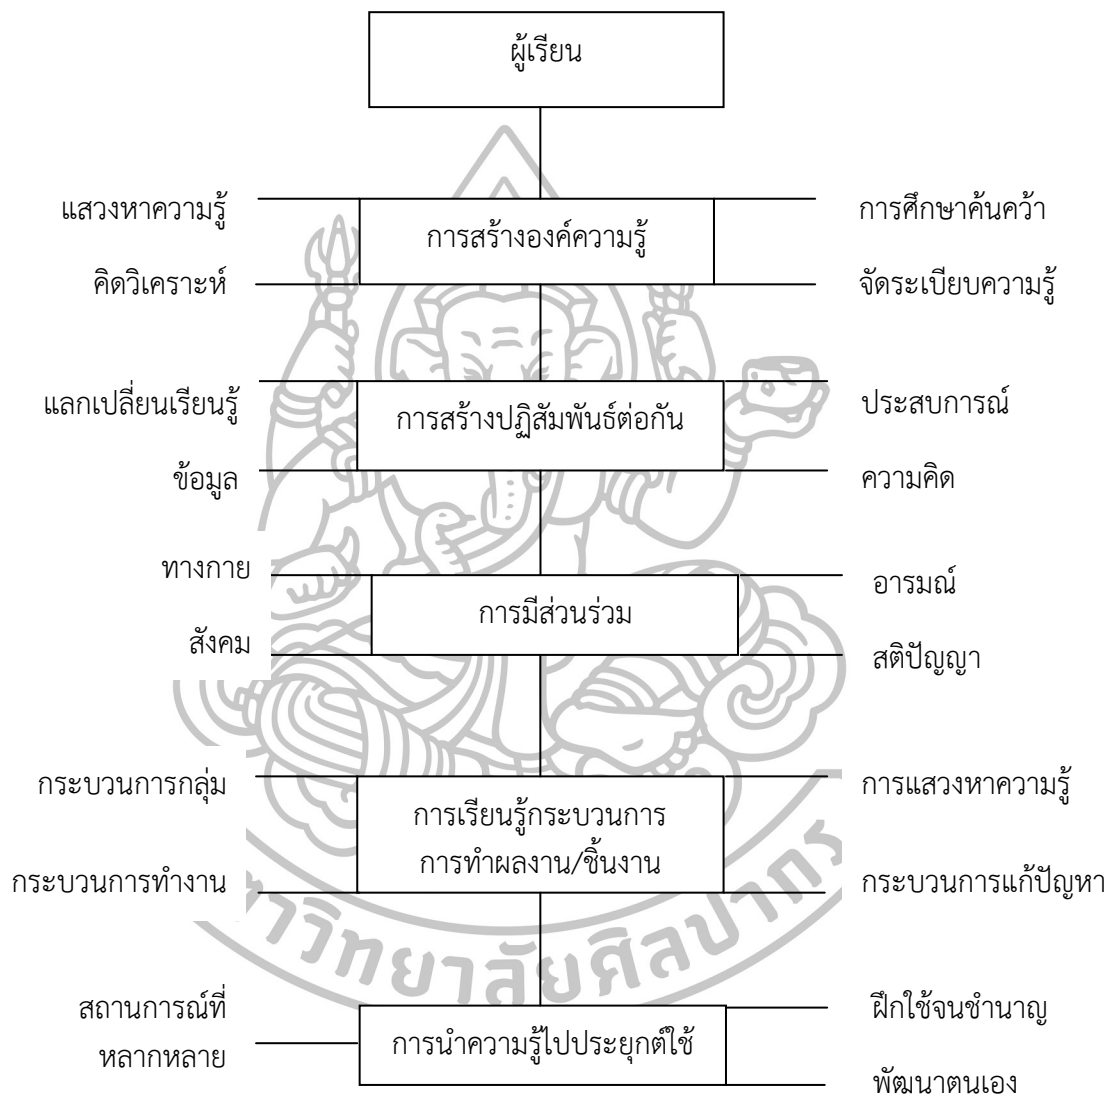 ผู้เรียน
แสวงหาความรู้
การสร้างองค์ความรู้
การศึกษาค้นคว้า
คิดวิเคราะห์
จัดระเบียบความรู้
แลกเปลี่ยนเรียนรู้
การสร้างปฏิสัมพันธ์ต่อกัน
ประสบการณ์
ข้อมูล
ความคิด
ทางกาย
การมีส่วนร่วม
อารมณ์
สังคม
สติปัญญา
กระบวนการกลุ่ม
การเรียนรู้กระบวนการ
การทำผลงาน/ชิ้นงาน
การแสวงหาความรู้
กระบวนการทำงาน
กระบวนการแก้ปัญหา
าวิทยาลัยศิลปากร
สถานการณ์ที่
หลากหลาย
การนำความรู้ไปประยุกต์ใช้
ฝึกใช้จนชำนาญ
พัฒนาตนเอง